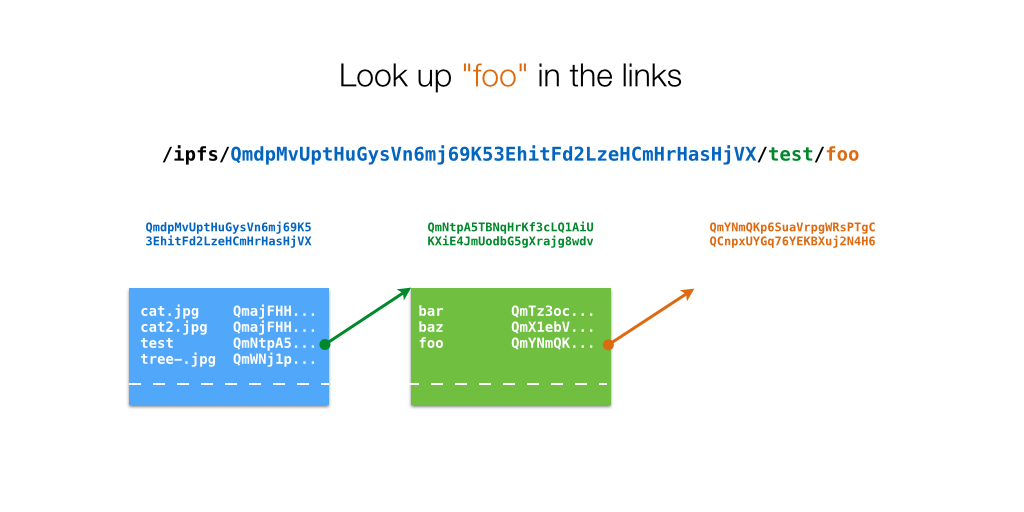 Look up "foo" in the links
/ipfs/QmdpMvUptHuGysVn6mj69K53EhitFd2LzeHCmHrHasHjVX/test/foo
QmdpMvUptHuGysVn6mj69K5
3EhitFd2LzeHCmHrHasHjVX
QmNtpA5TBNqHrKf3cLQ1AiU
KXiE4JmUodbG5gXrajg8wdv
QmYNmQKp6SuaVrpgWRsPTgC
QCnpxUYGq76YEKBXuj2N4H6
cat.jpg QmajFHH...
cat2.jpg QmajFHH...
test QmNtpA5...
tree-.jpg QmWNj1p...
bar QmTz3oc...
baz QmX1ebV...
foo QmYNmQK...